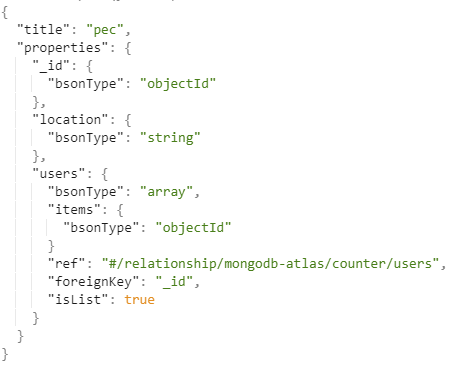 {
  "title": "pec",
  "properties": {
    "_id": {
      "bsonType": "objectId"
    },
    "location": {
      "bsonType": "string"
    },
    "users": {
      "bsonType": "array",
      "items": {
        "bsonType": "objectId"
      }
      "ref": "#/relationship/mongodb-atlas/counter/users",
      "foreignKey": "_id",
      "isList": true
    }
  }
}